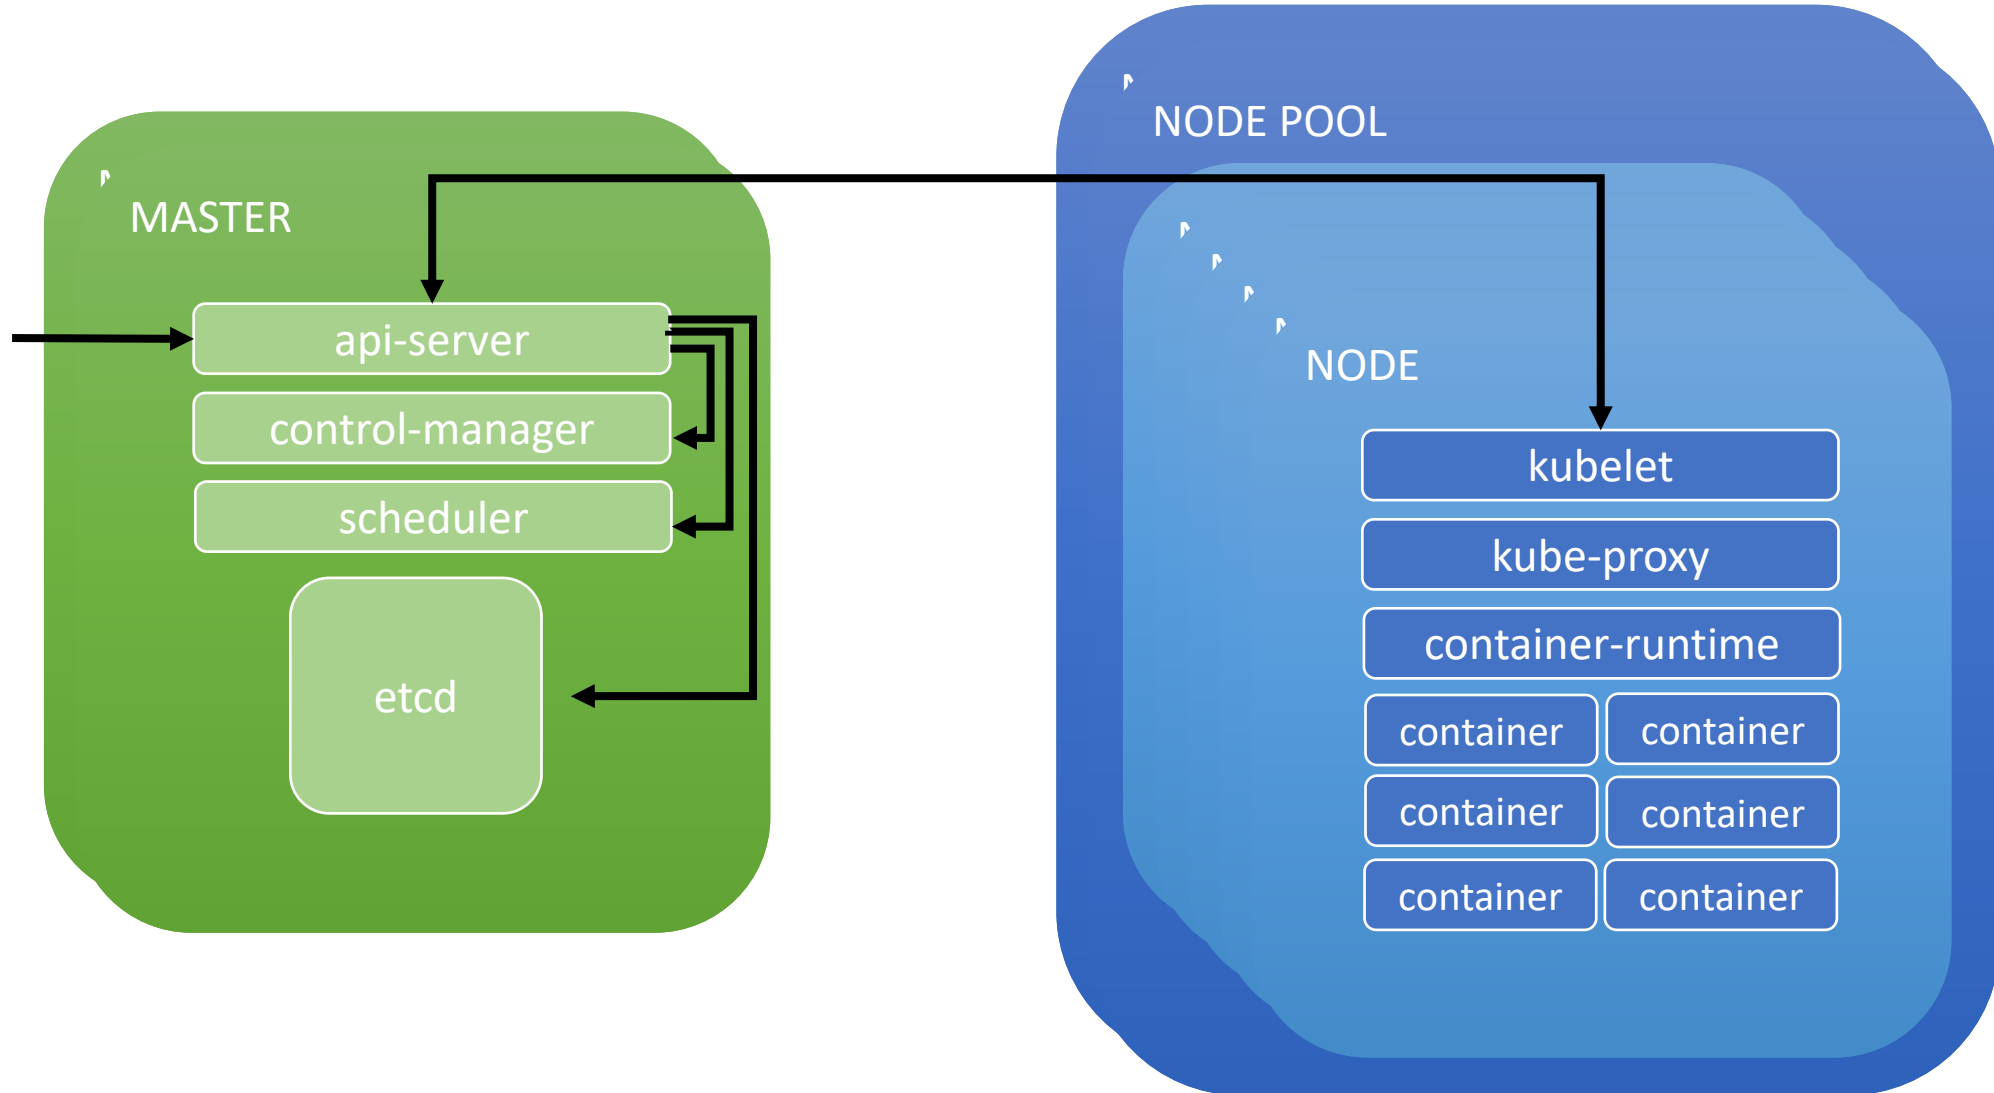 MASTER
api-server
control-manager
scheduler
etcd
NODE POOL
NODE
kubelet
kube-proxy
container-runtime
container container
container container
container container